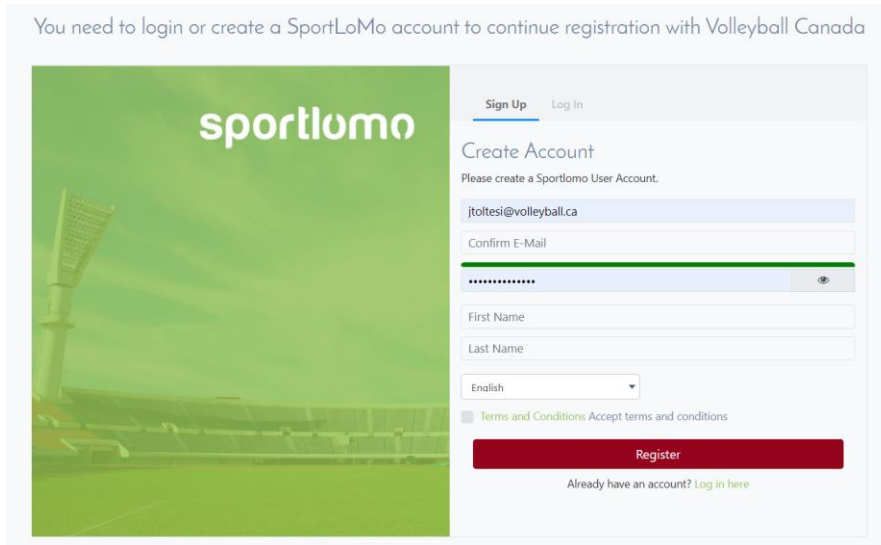 You need to login or create a SportLoMo account to continue registration with Volleyball Canada
sportlomo
Sign Up Log In
Create Account
Please create a Sportlomo User Account.
jtoltesi@volleyball.ca
Confirm E-Mail
••••••••••••••
First Name
Last Name
English
Terms and Conditions Accept terms and conditions
Register
Already have an account? Log in here